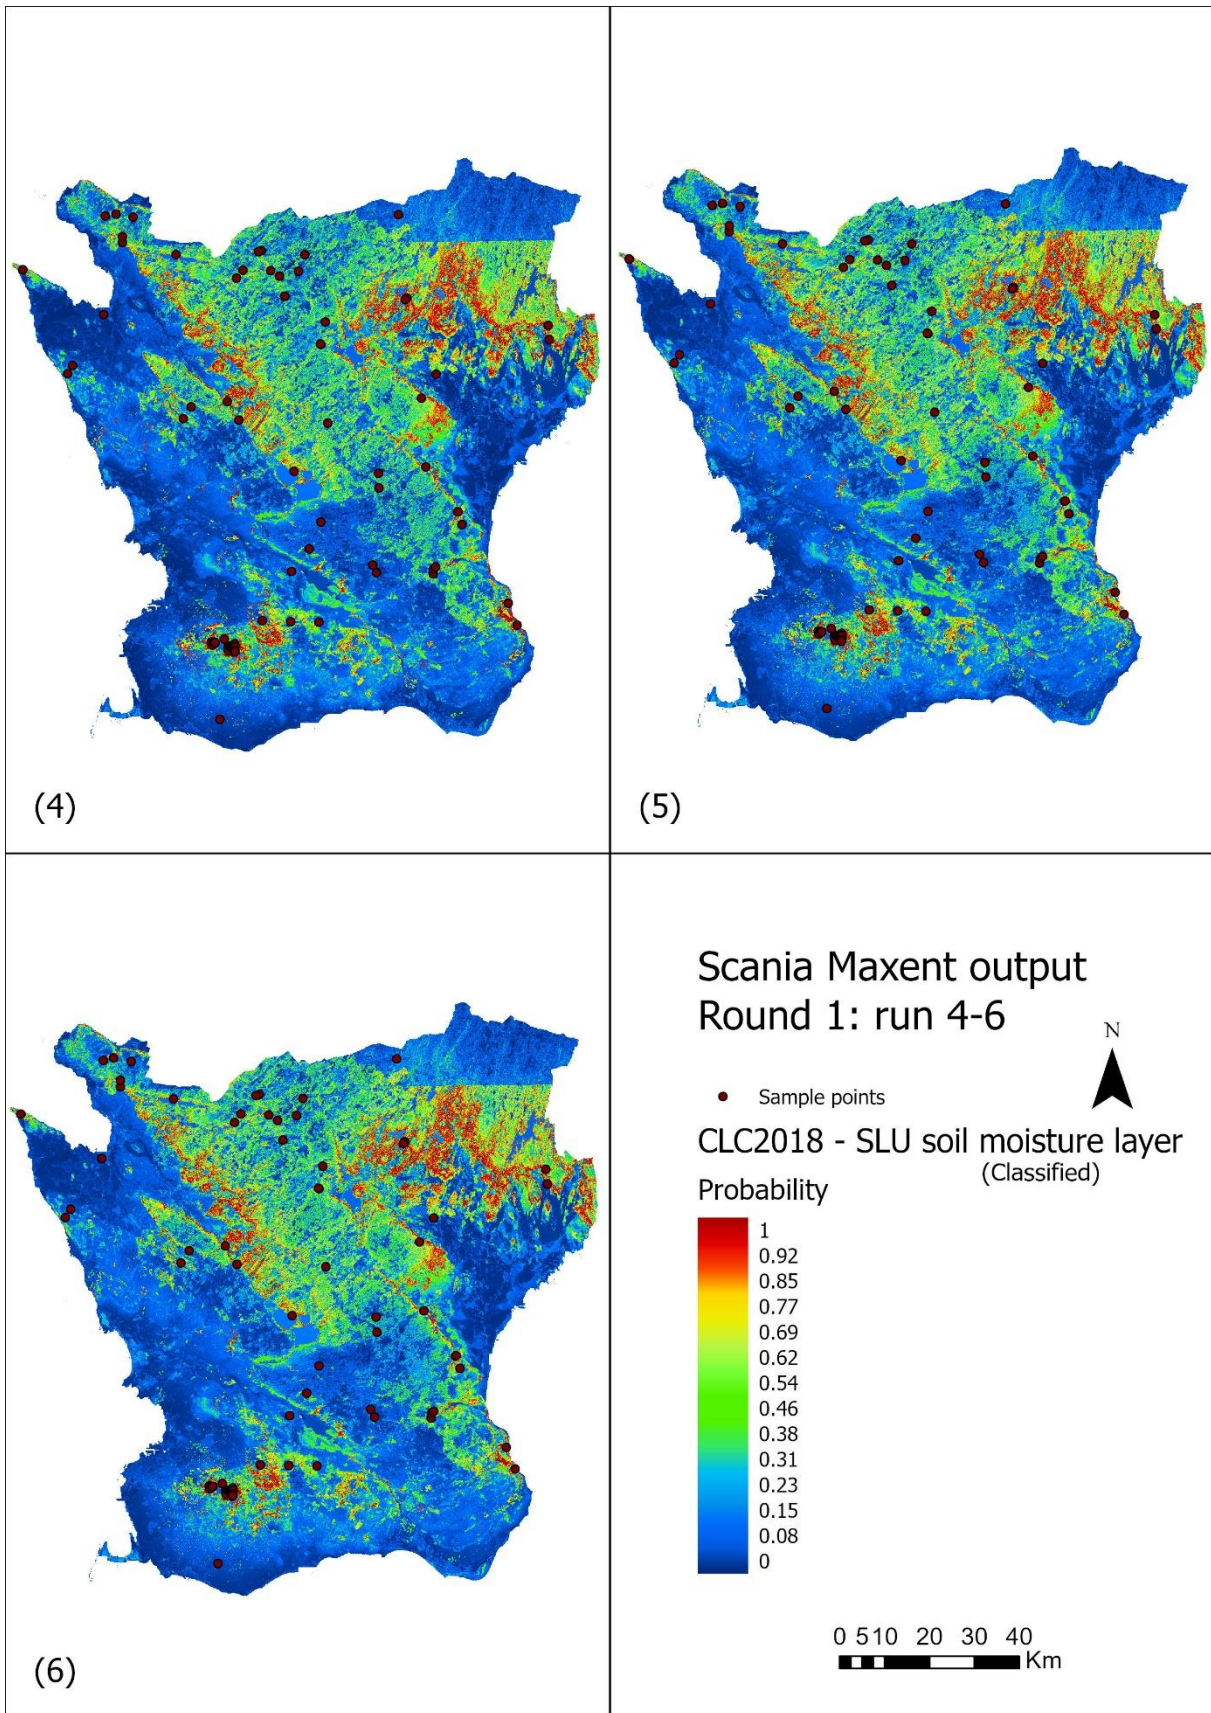 (4)
(5)
(6)
Scania Maxent output
Round 1: run 4-6
N
Sample points
CLC2018 - SLU soil moisture layer
(Classified)
Probability
1
0.92
0.85
0.77
0.69
0.62
0.54
0.46
0.38
0.31
0.23
0.15
0.08
0
0 510 20 30 40
Km